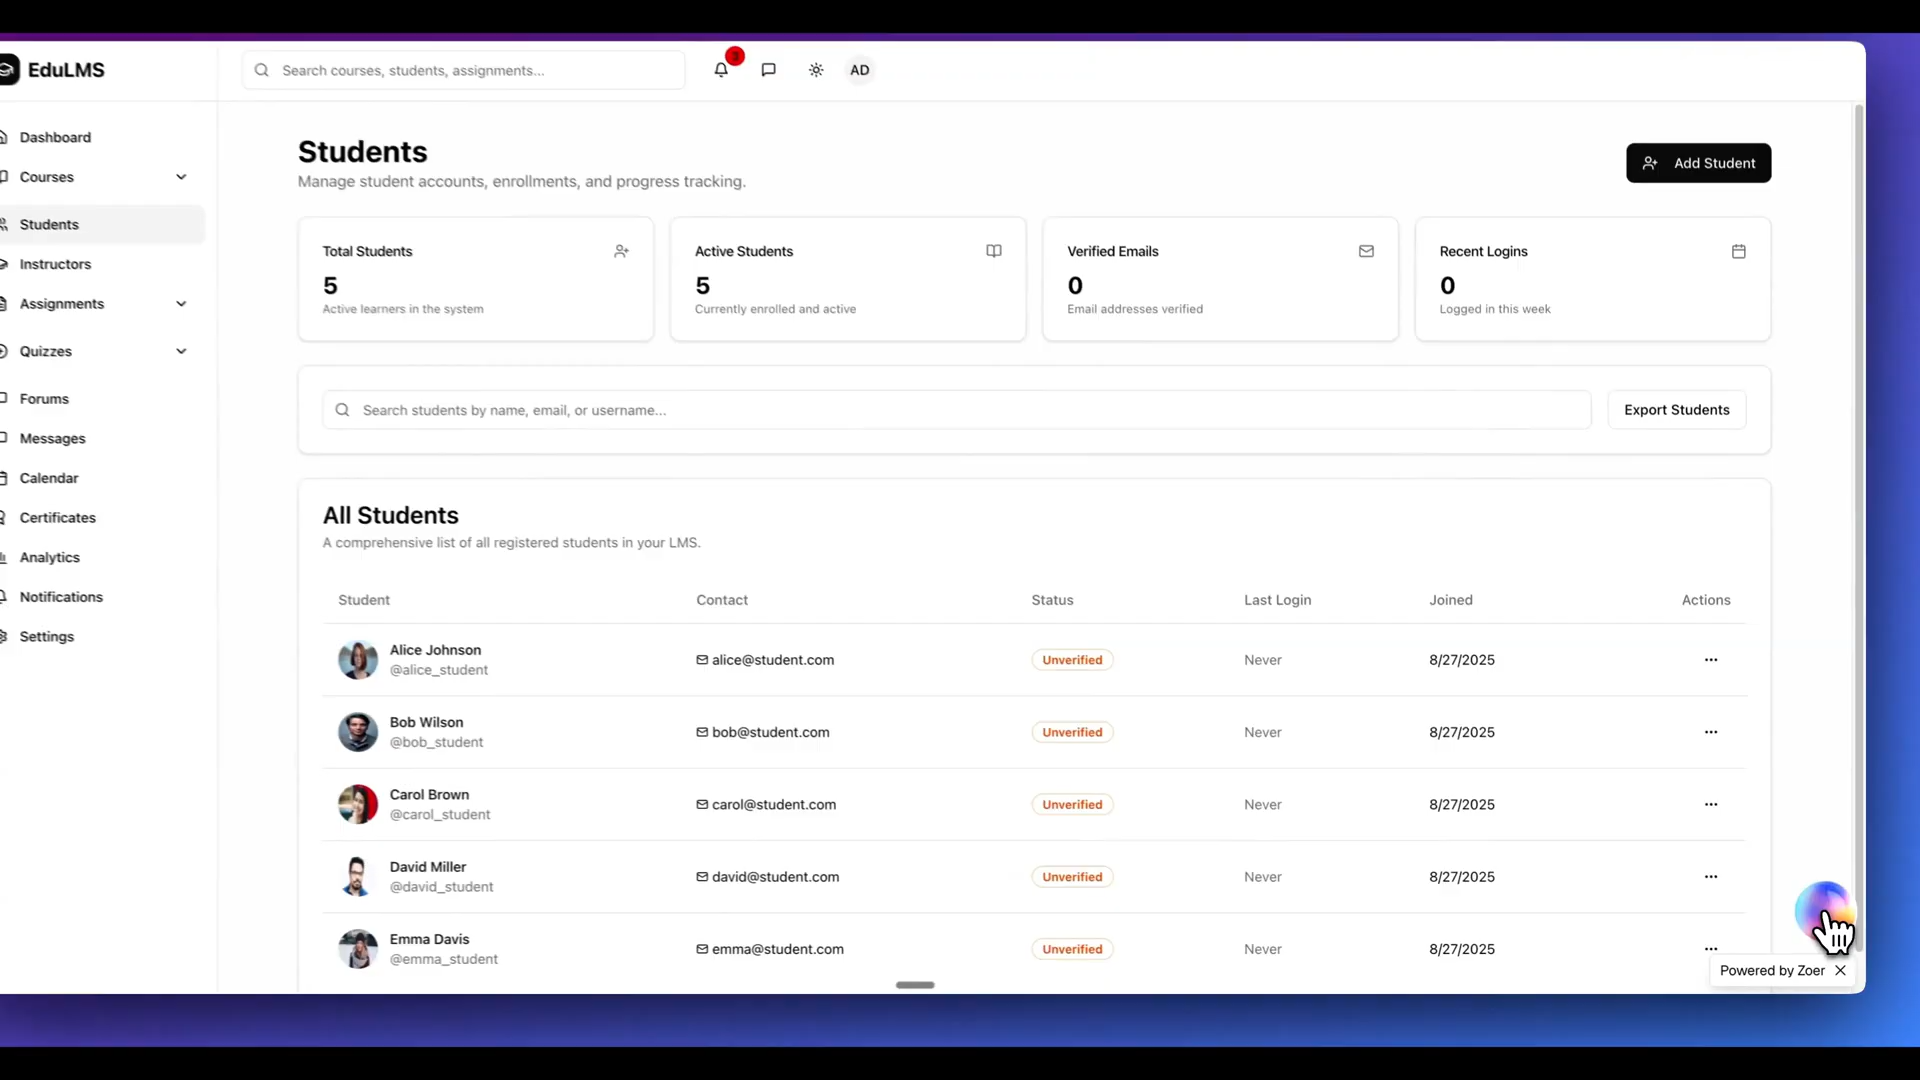 EduLMS
Search courses, students, assignments...
AD
Dashboard
Courses
Students
Instructors
Assignments
Quizzes
Forums
Messages
Calendar
Certificates
Analytics
Notifications
Settings
Students
Manage student accounts, enrollments, and progress tracking.
Add Student
Total Students
5
Active learners in the system
Active Students
5
Currently enrolled and active
Verified Emails
0
Email addresses verified
Recent Logins
0
Logged in this week
Search students by name, email, or username...
Export Students
All Students
A comprehensive list of all registered students in your LMS.
Student Contact Status Last Login Joined Actions
Alice Johnson
@alice_student
alice@student.com Unverified Never 8/27/2025
Bob Wilson
@bob_student
bob@student.com Unverified Never 8/27/2025
Carol Brown
@carol_student
carol@student.com Unverified Never 8/27/2025
David Miller
@david_student
david@student.com Unverified Never 8/27/2025
Emma Davis
@emma_student
emma@student.com Unverified Never 8/27/2025
Powered by Zoer